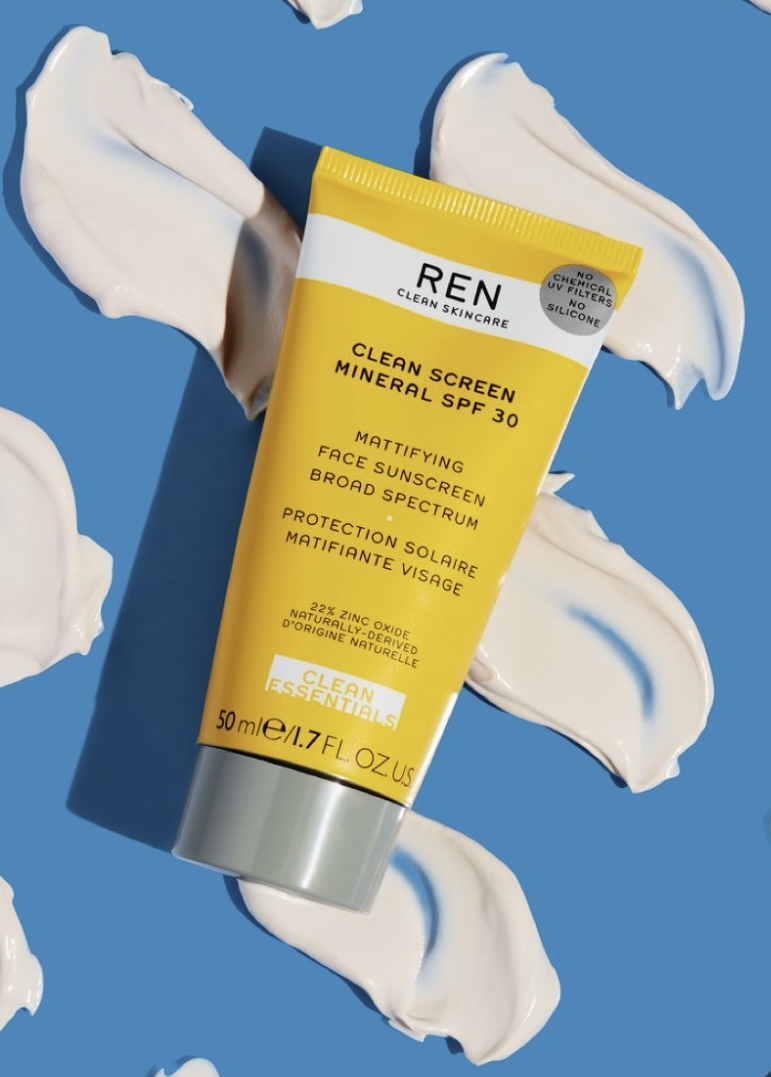 REN
CLEAN SKINCARE
NO
CHEMICAL
UV FILTERS
NO
SILICONE
CLEAN SCREEN
MINERAL SPF 30
MATTIFYING
FACE SUNSCREEN
BROAD SPECTRUM
PROTECTION SOLAIRE
MATIFIANTE VISAGE
22% ZINC OXIDE
NATURALLY-DERIVED
D'ORIGINE NATURELLE
CLEAN
ESSENTIALS
50 ml℮/1.7 FL. OZ. U.S.